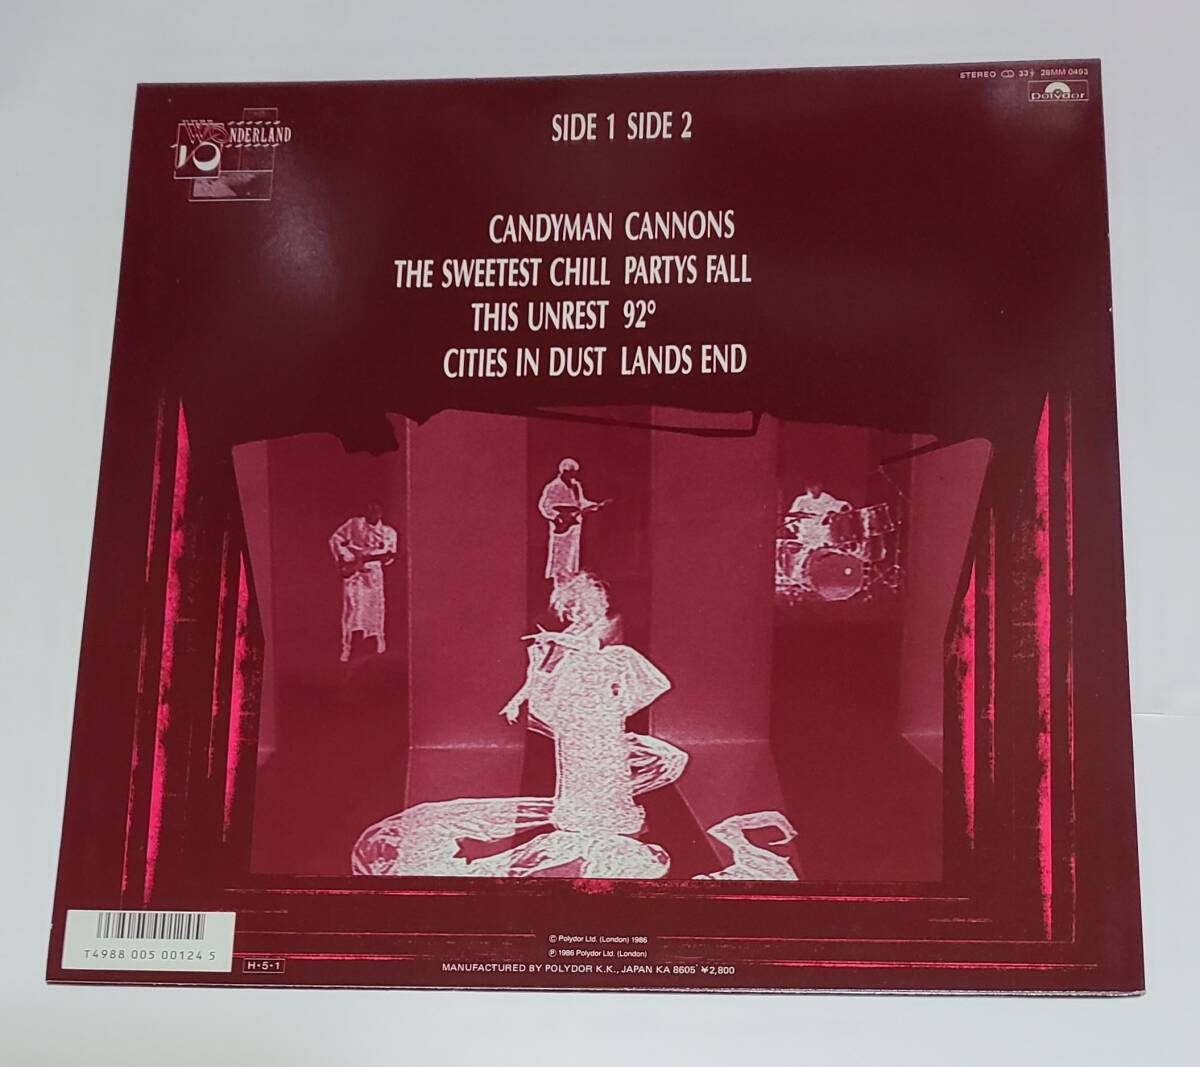 STEREO 33⅓ 28MM 0493
polydor
WONDERLAND
SIDE 1 SIDE 2
CANDYMAN CANNONS
THE SWEETEST CHILL PARTYS FALL
THIS UNREST 92°
CITIES IN DUST LANDS END
© Polydor Ltd. (London) 1986
℗ 1986 Polydor Ltd. (London)
MANUFACTURED BY POLYDOR K.K., JAPAN KA 8605' ¥2,800
T4988 005 00124 5
H-5-1